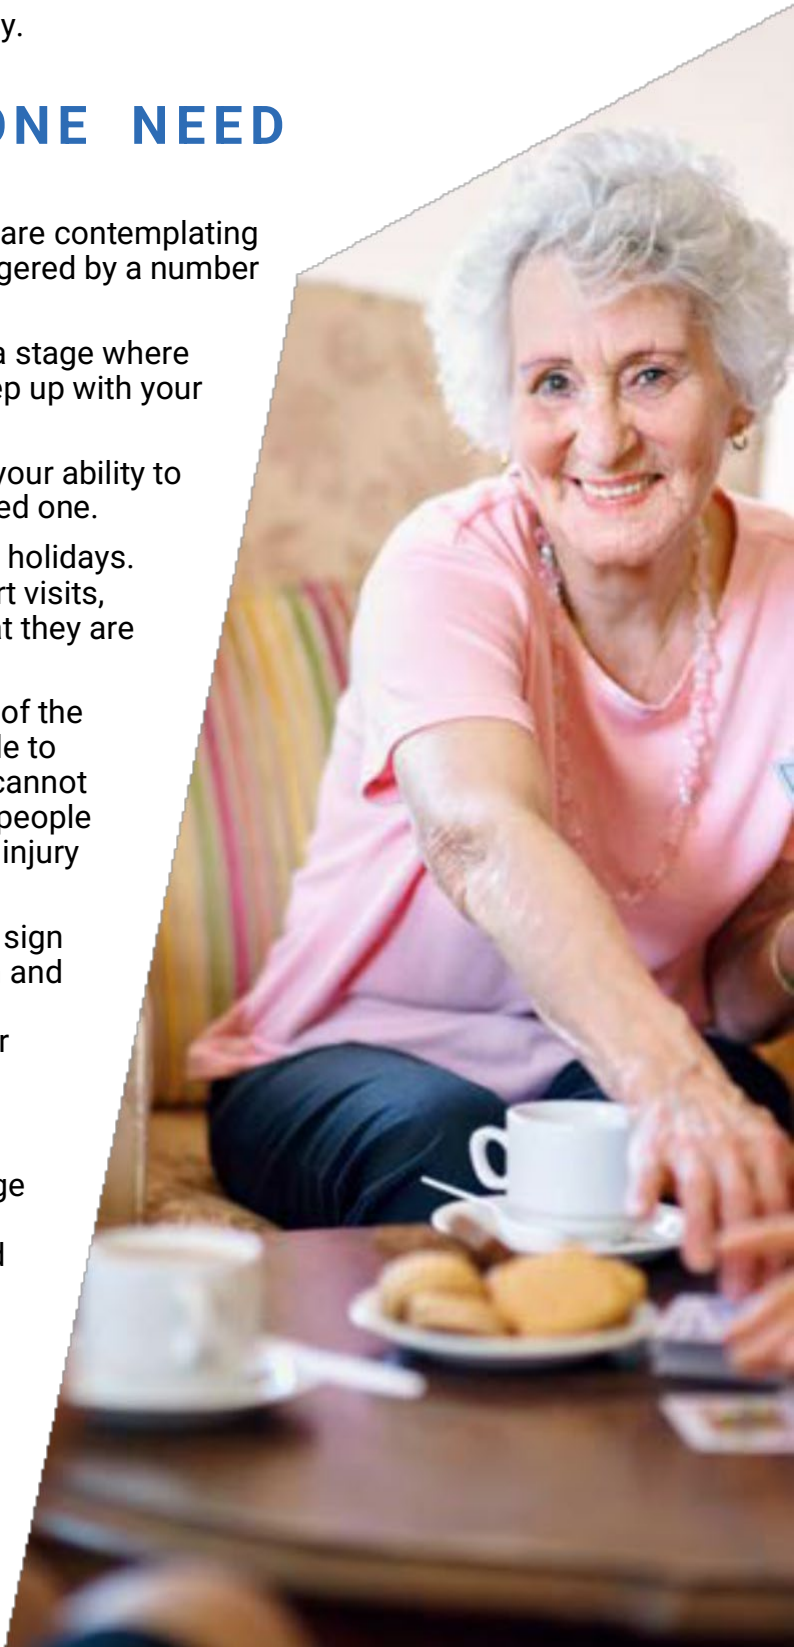 y.
ONE NEED
are contemplating
gered by a number
a stage where
ep up with your
your ability to
ed one.
holidays.
rt visits,
at they are
of the
le to
cannot
people
injury
sign
and
r
ge
d